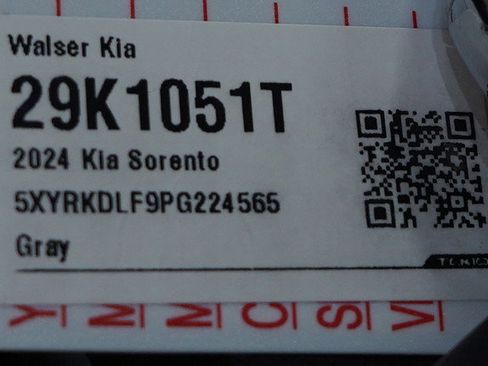 Walser Kia
29K1051T
2024 Kia Sorento
5XYRKDLF9PG224565
Gray
Y M M C S V